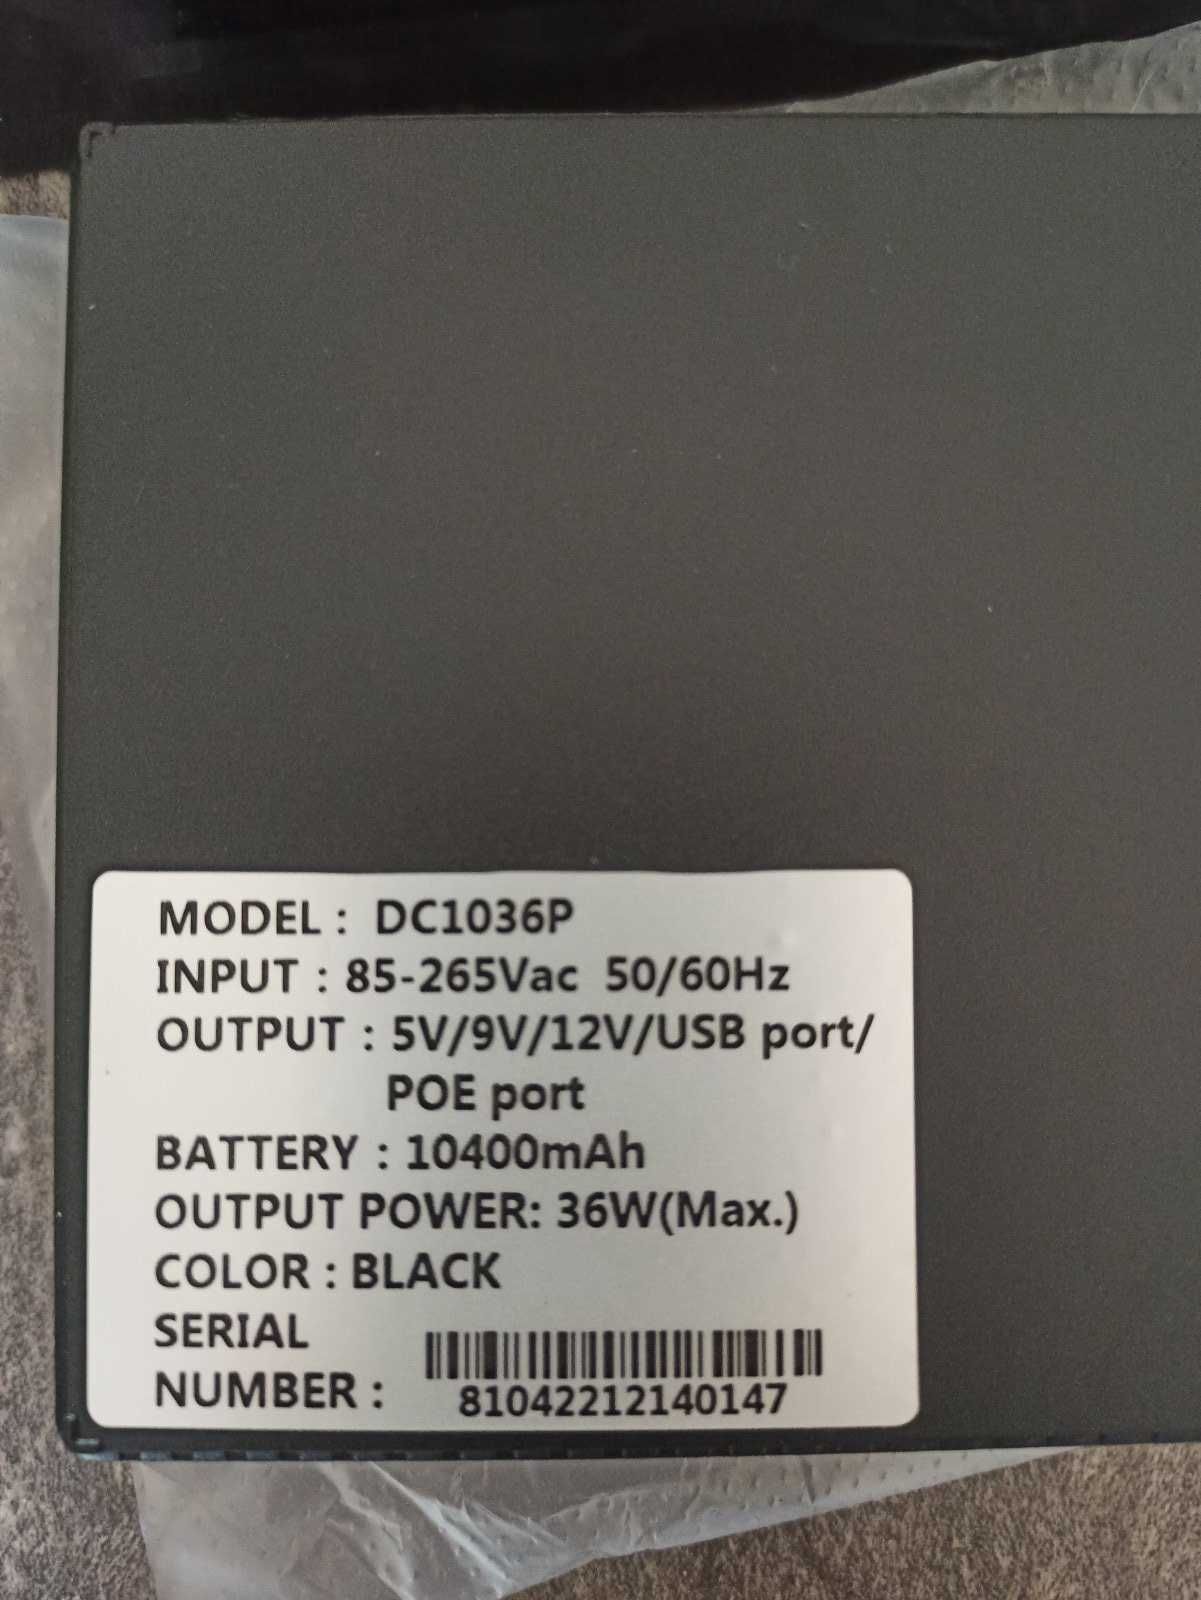 MODEL : DC1036P
INPUT : 85-265Vac 50/60Hz
OUTPUT : 5V/9V/12V/USB port/
POE port
BATTERY : 10400mAh
OUTPUT POWER: 36W(Max.)
COLOR : BLACK
SERIAL
NUMBER :
81042212140147